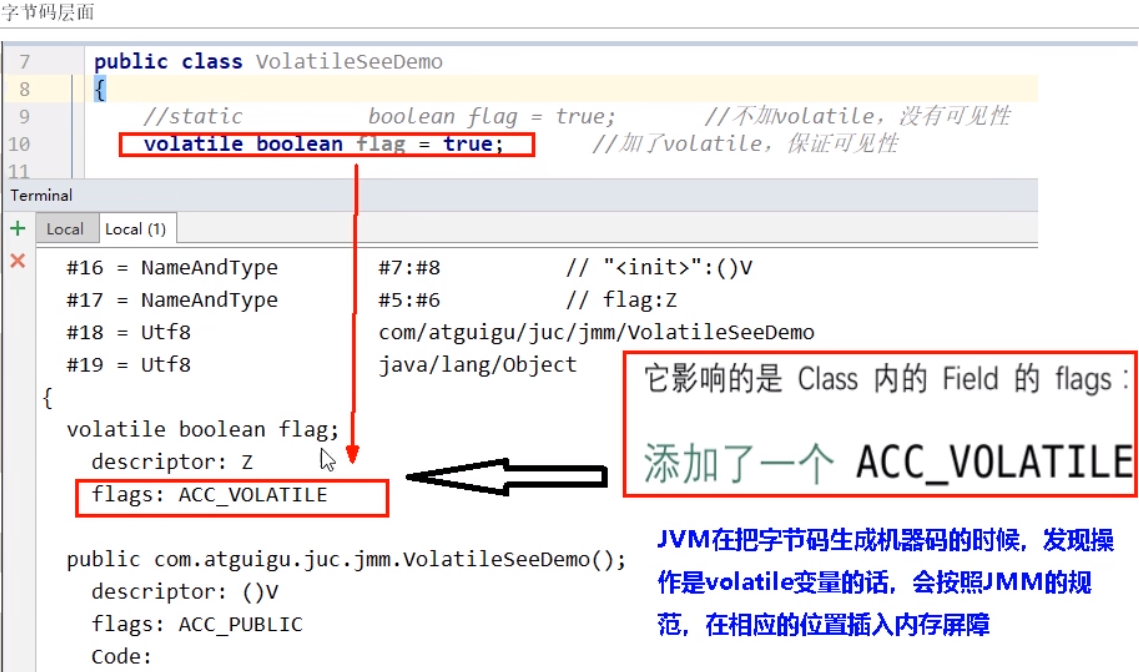 字节码层面
7 public class VolatileSeeDemo
8 {
9 //static boolean flag = true; //不加volatile，没有可见性
10 volatile boolean flag = true; //加了volatile，保证可见性
11
Terminal
Local Local (1)
#16 = NameAndType #7:#8 // "<init>":()V
#17 = NameAndType #5:#6 // flag:Z
#18 = Utf8 com/atguigu/juc/jmm/VolatileSeeDemo
#19 = Utf8 java/lang/Object
{
volatile boolean flag;
descriptor: Z
flags: ACC_VOLATILE
public com.atguigu.juc.jmm.VolatileSeeDemo();
descriptor: ()V
flags: ACC_PUBLIC
Code:
它影响的是 Class 内的 Field 的 flags：
添加了一个 ACC_VOLATILE
JVM在把字节码生成机器码的时候，发现操
作是volatile变量的话，会按照JMM的规
范，在相应的位置插入内存屏障